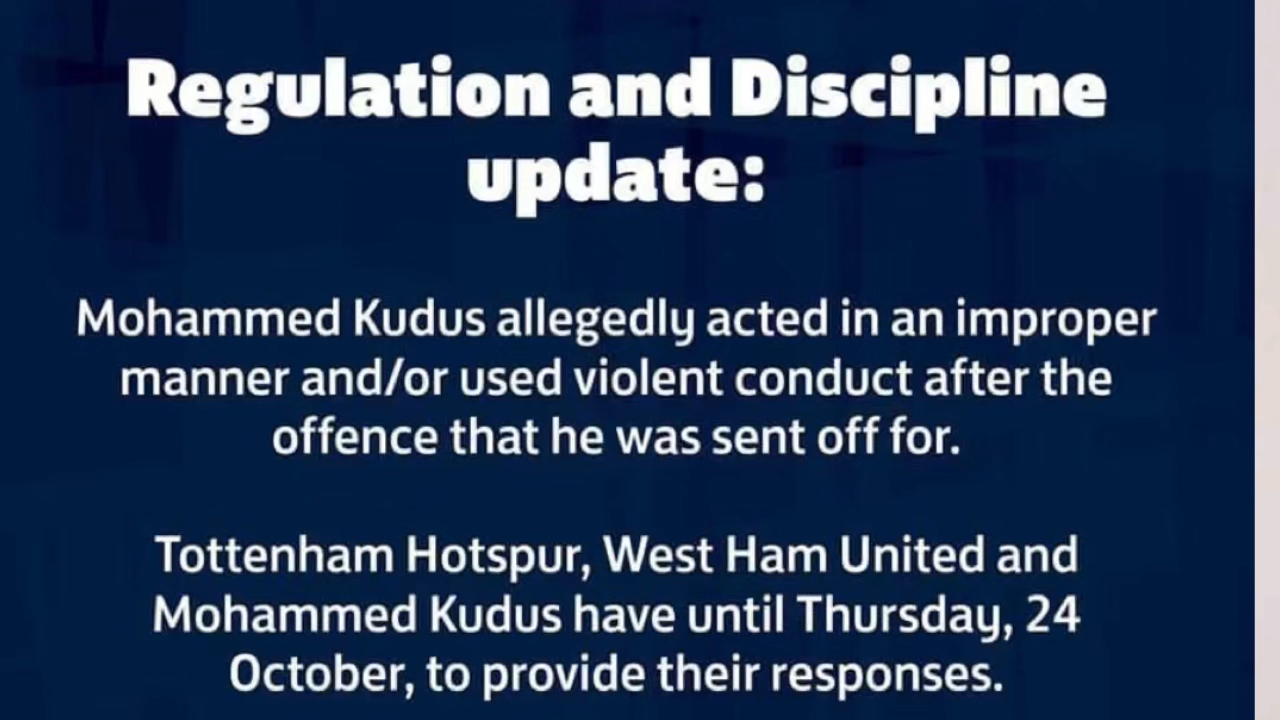 Regulation and Discipline
update:
Mohammed Kudus allegedly acted in an improper
manner and/or used violent conduct after the
offence that he was sent off for.
Tottenham Hotspur, West Ham United and
Mohammed Kudus have until Thursday, 24
October, to provide their responses.